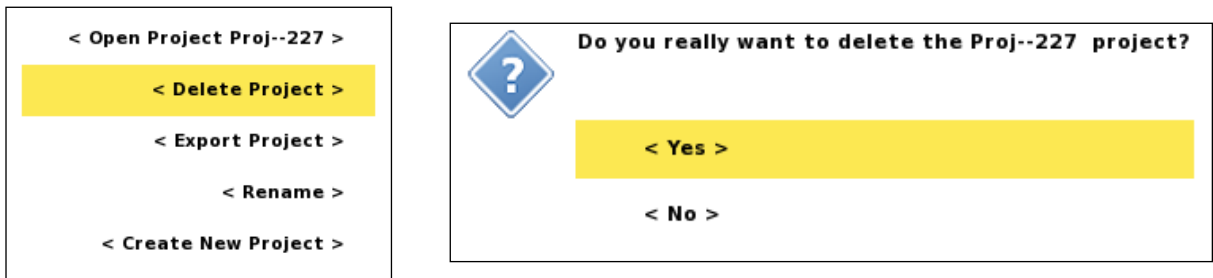 < Open Project Proj--227 >
< Delete Project >
< Export Project >
< Rename >
< Create New Project >
?
Do you really want to delete the Proj--227  project?
< Yes >
< No >